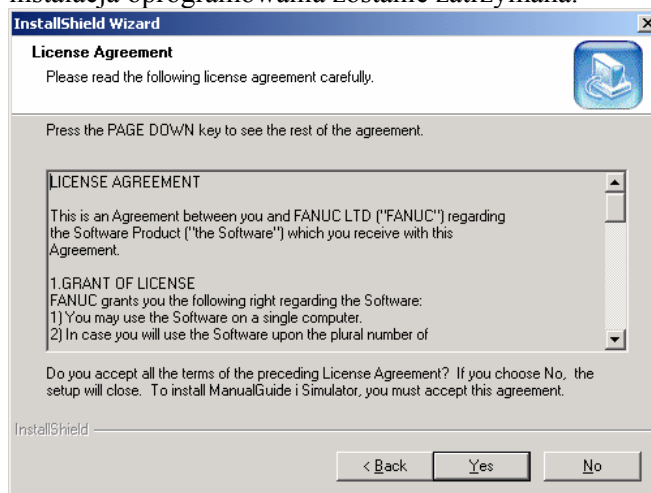 instalacja oprogramowania zostanie zatrzymana.
InstallShield Wizard
License Agreement
Please read the following license agreement carefully.
Press the PAGE DOWN key to see the rest of the agreement.
LICENSE AGREEMENT
This is an Agreement between you and FANUC LTD ("FANUC") regarding
the Software Product ("the Software") which you receive with this
Agreement.
1.GRANT OF LICENSE
FANUC grants you the following right regarding the Software:
1) You may use the Software on a single computer.
2) In case you will use the Software upon the plural number of
Do you accept all the terms of the preceding License Agreement? If you choose No, the
setup will close. To install ManualGuide i Simulator, you must accept this agreement.
InstallShield
< Back Yes No